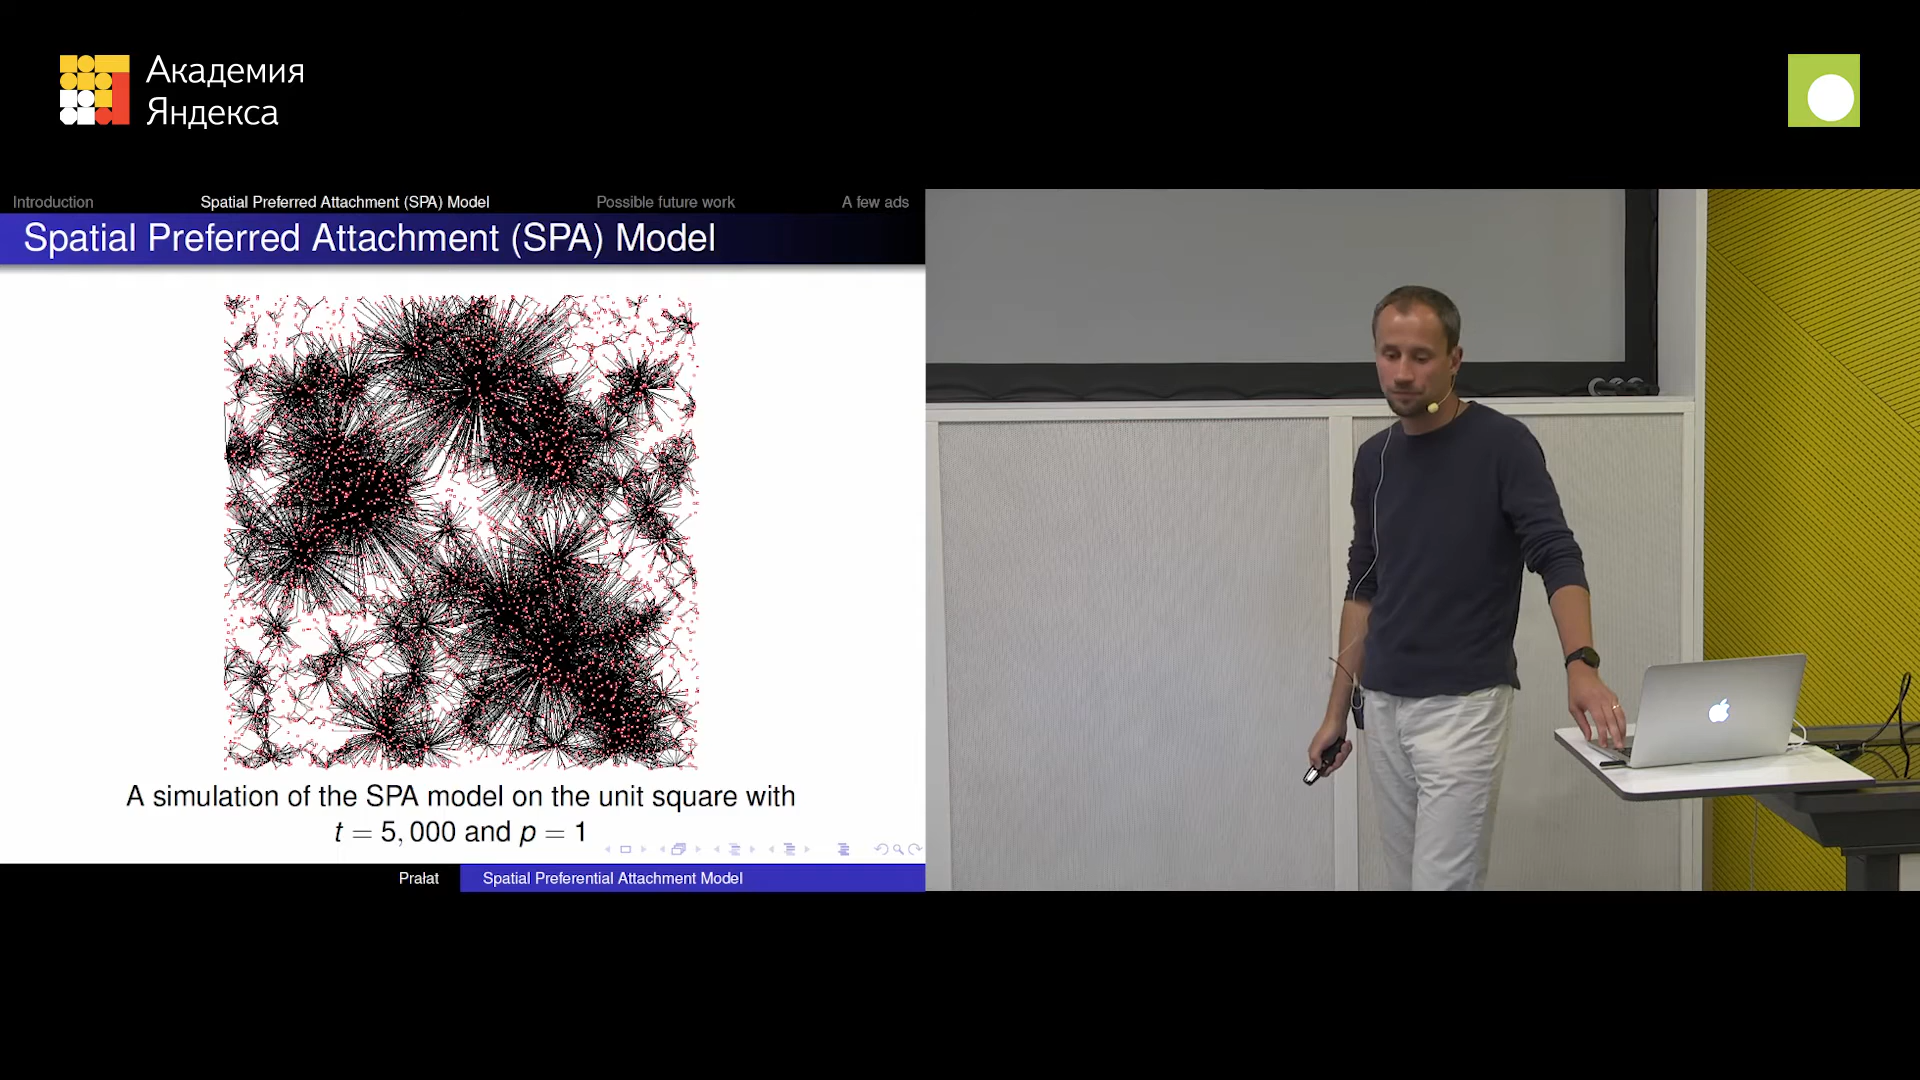 Академия
Яндекса
Introduction
Spatial Preferred Attachment (SPA) Model
Possible future work
A few ads
Spatial Preferred Attachment (SPA) Model
A simulation of the SPA model on the unit square with
t = 5, 000 and p = 1
Prałat
Spatial Preferential Attachment Model